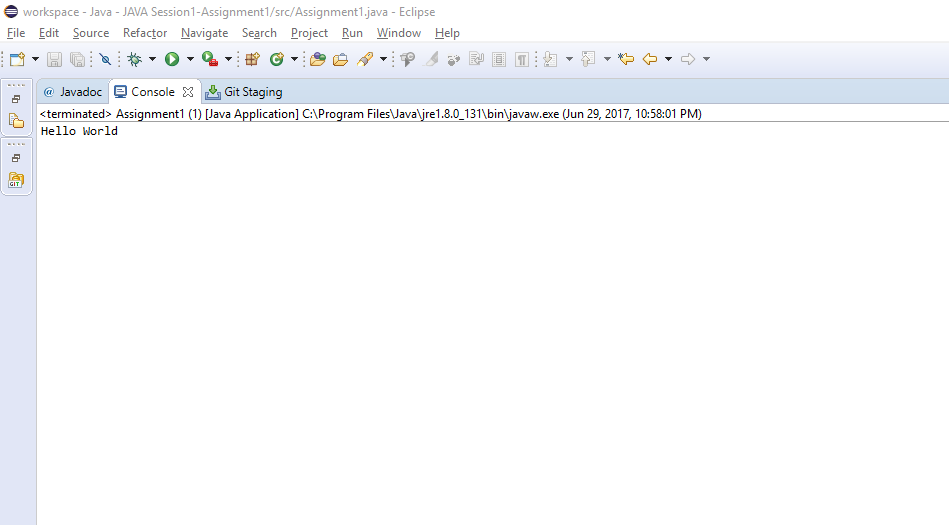 workspace - Java - JAVA Session1-Assignment1/src/Assignment1.java - Eclipse
File Edit Source Refactor Navigate Search Project Run Window Help
@ Javadoc Console Git Staging
<terminated> Assignment1 (1) [Java Application] C:\Program Files\Java\jre1.8.0_131\bin\javaw.exe (Jun 29, 2017, 10:58:01 PM)
Hello World
GIT